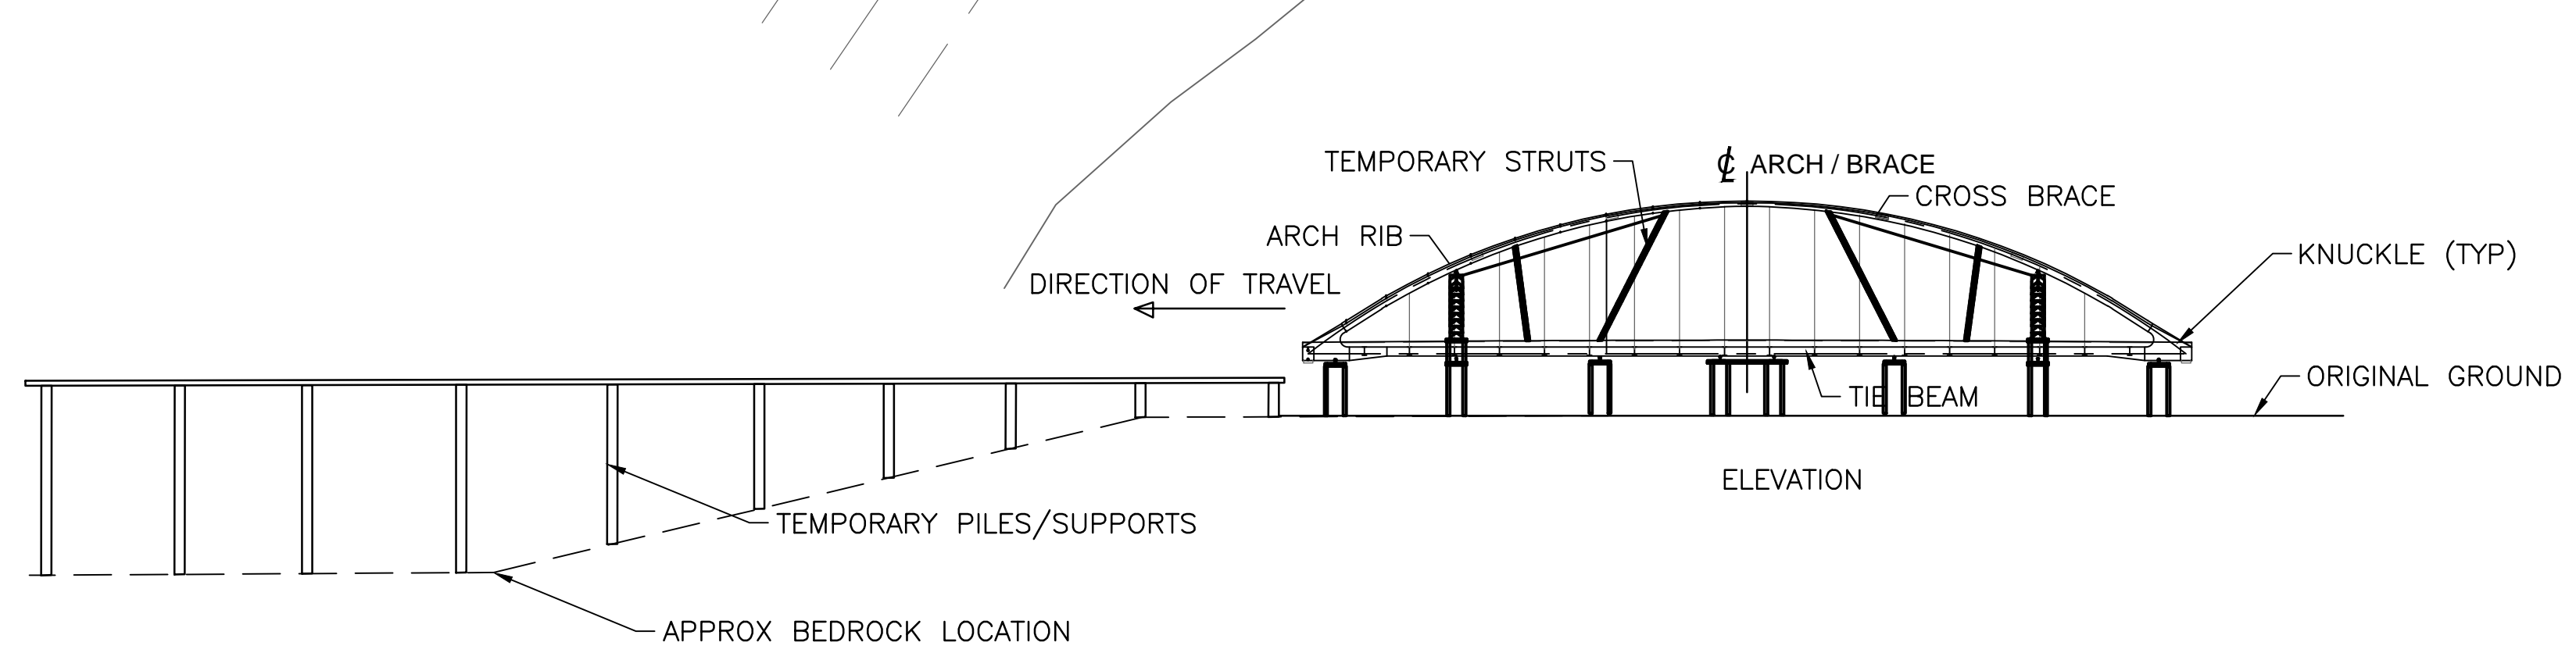 TEMPORARY STRUTS
℄ ARCH / BRACE
CROSS BRACE
ARCH RIB
KNUCKLE (TYP)
DIRECTION OF TRAVEL
ORIGINAL GROUND
TIE BEAM
ELEVATION
TEMPORARY PILES/SUPPORTS
APPROX BEDROCK LOCATION